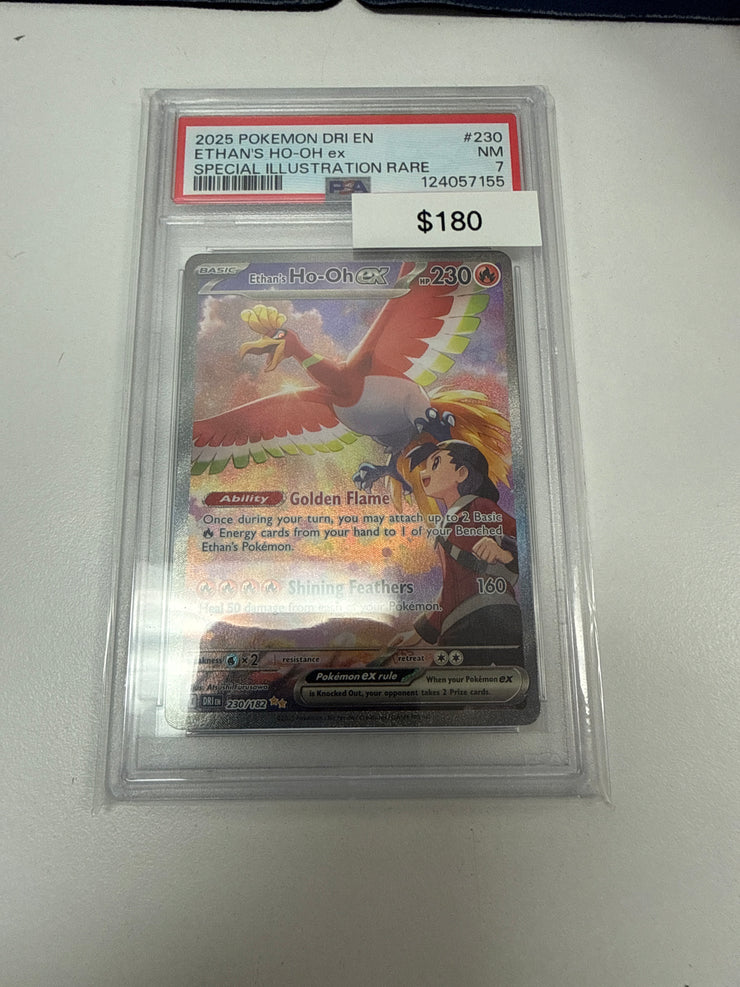 2025 POKEMON DRI EN #230
ETHAN'S HO-OH ex NM
SPECIAL ILLUSTRATION RARE 7
124057155
$180
BASIC Ethan's Ho-Oh ex HP 230
Ability Golden Flame
Once during your turn, you may attach up to 2 Basic
Energy cards from your hand to 1 of your Benched
Ethan's Pokémon.
Shining Feathers 160
Heal 50 damage from each of your Pokémon.
×2 resistance retreat
Pokémon ex rule When your Pokémon ex
is Knocked Out, your opponent takes 2 Prize cards.
Atsushi Furusawa
DRI EN 230/182